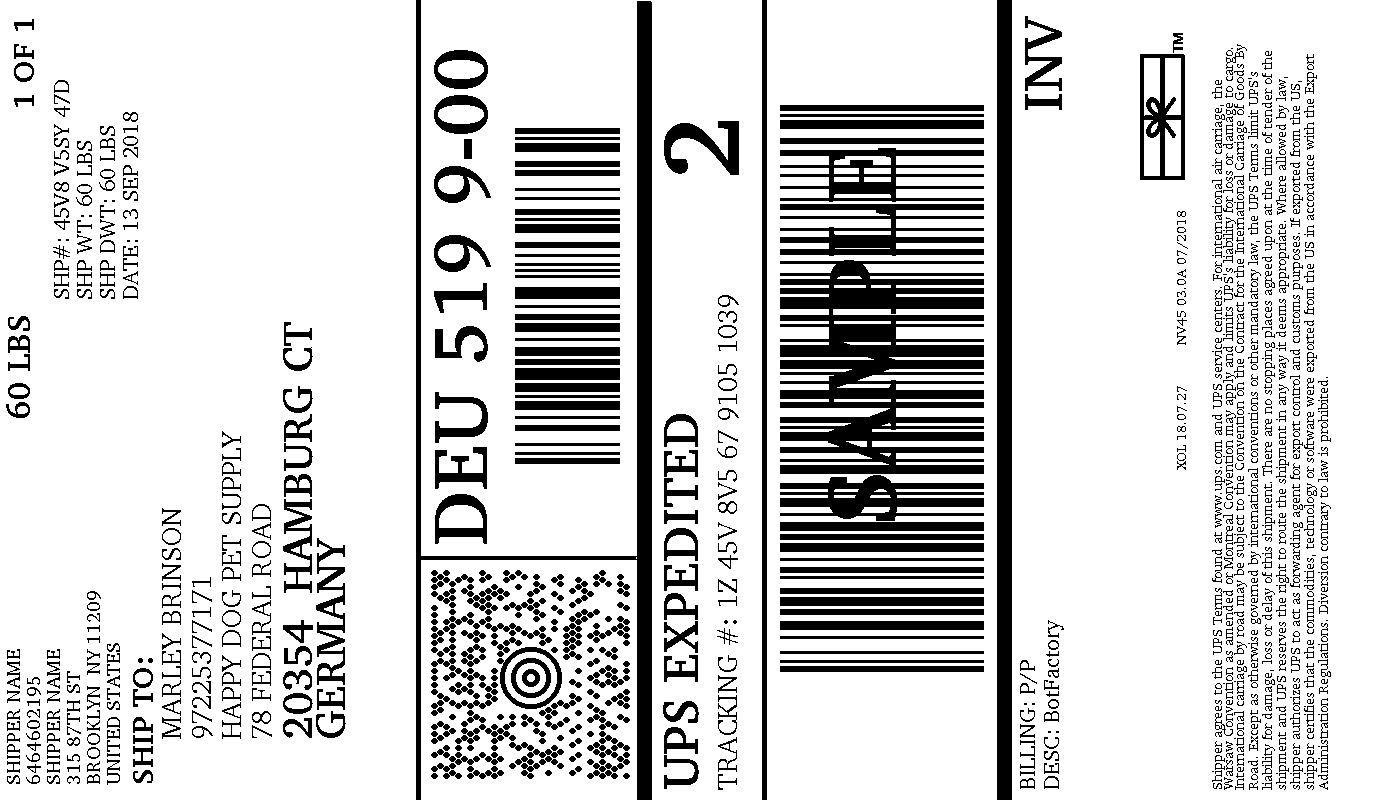 SHIPPER NAME
6464602195
SHIPPER NAME
315 87TH ST
BROOKLYN NY 11209
UNITED STATES
60 LBS
1 OF 1
SHP#: 45V8 V5SY 47D
SHP WT: 60 LBS
SHP DWT: 60 LBS
DATE: 13 SEP 2018
SHIP TO:
MARLEY BRINSON
97225377171
HAPPY DOG PET SUPPLY
78 FEDERAL ROAD
20354 HAMBURG CT
GERMANY
DEU 519 9-00
UPS EXPEDITED
2
TRACKING #: 1Z 45V 8V5 67 9105 1039
SAMPLE
BILLING: P/P
DESC: BotFactory
INV
XOL 18.07.27 NV45 03.0A 07/2018
TM
Shipper agrees to the UPS Terms found at www.ups.com and UPS service centers. For international air carriage, the
Warsaw Convention as amended or Montreal Convention may apply and limits UPS's liability for loss or damage to cargo.
International carriage by road may be subject to the Convention on the Contract for the International Carriage of Goods By
Road. Except as otherwise governed by international conventions or other mandatory law, the UPS Terms limit UPS's
liability for damage, loss or delay of this shipment. There are no stopping places agreed upon at the time of tender of the
shipment and UPS reserves the right to route the shipment in any way it deems appropriate. Where allowed by law,
shipper authorizes UPS to act as forwarding agent for export control and customs purposes. If exported from the US,
shipper certifies that the commodities, technology or software were exported from the US in accordance with the Export
Administration Regulations. Diversion contrary to law is prohibited.